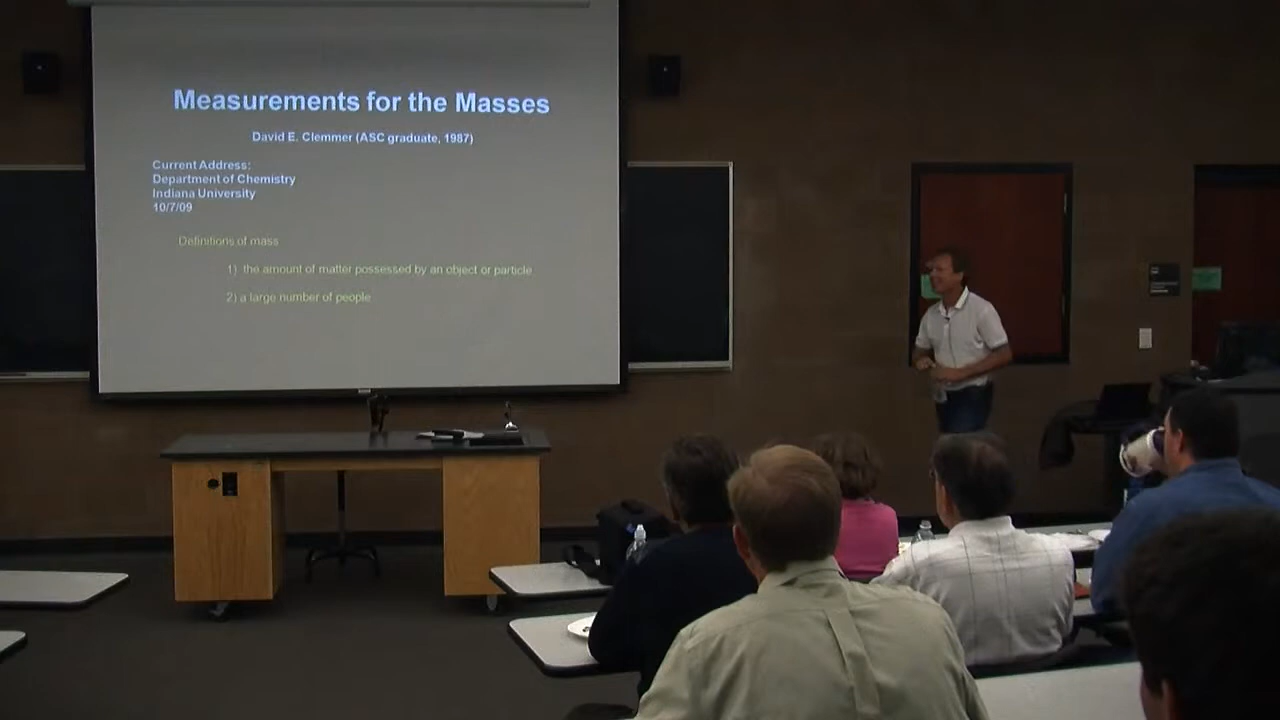 Measurements for the Masses
David E. Clemmer (ASC graduate, 1987)
Current Address:
Department of Chemistry
Indiana University
10/7/09
Definitions of mass
1) the amount of matter possessed by an object or particle
2) a large number of people